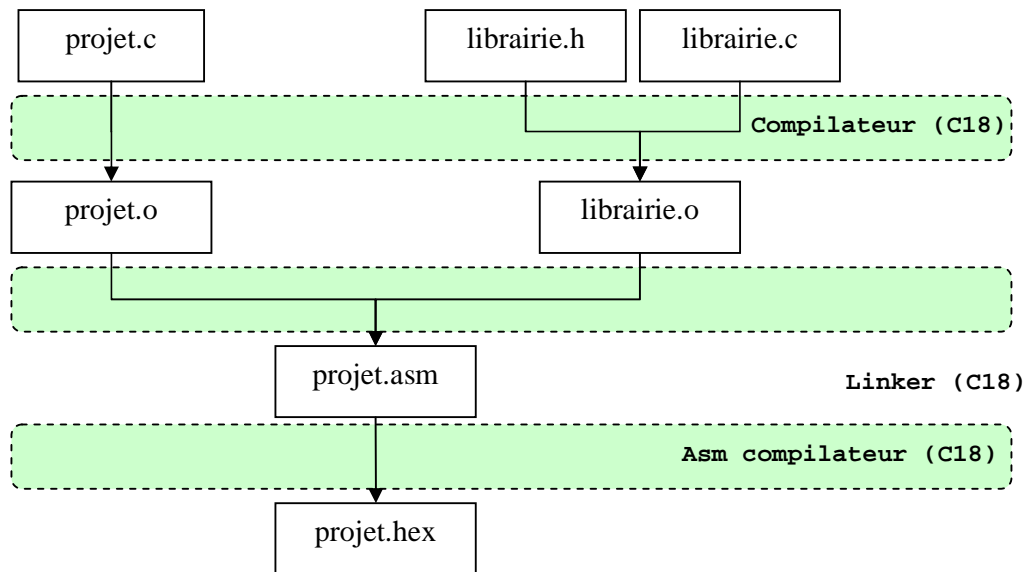 projet.c
librairie.h
librairie.c
Compilateur (C18)
projet.o
librairie.o
projet.asm
Linker (C18)
Asm compilateur (C18)
projet.hex